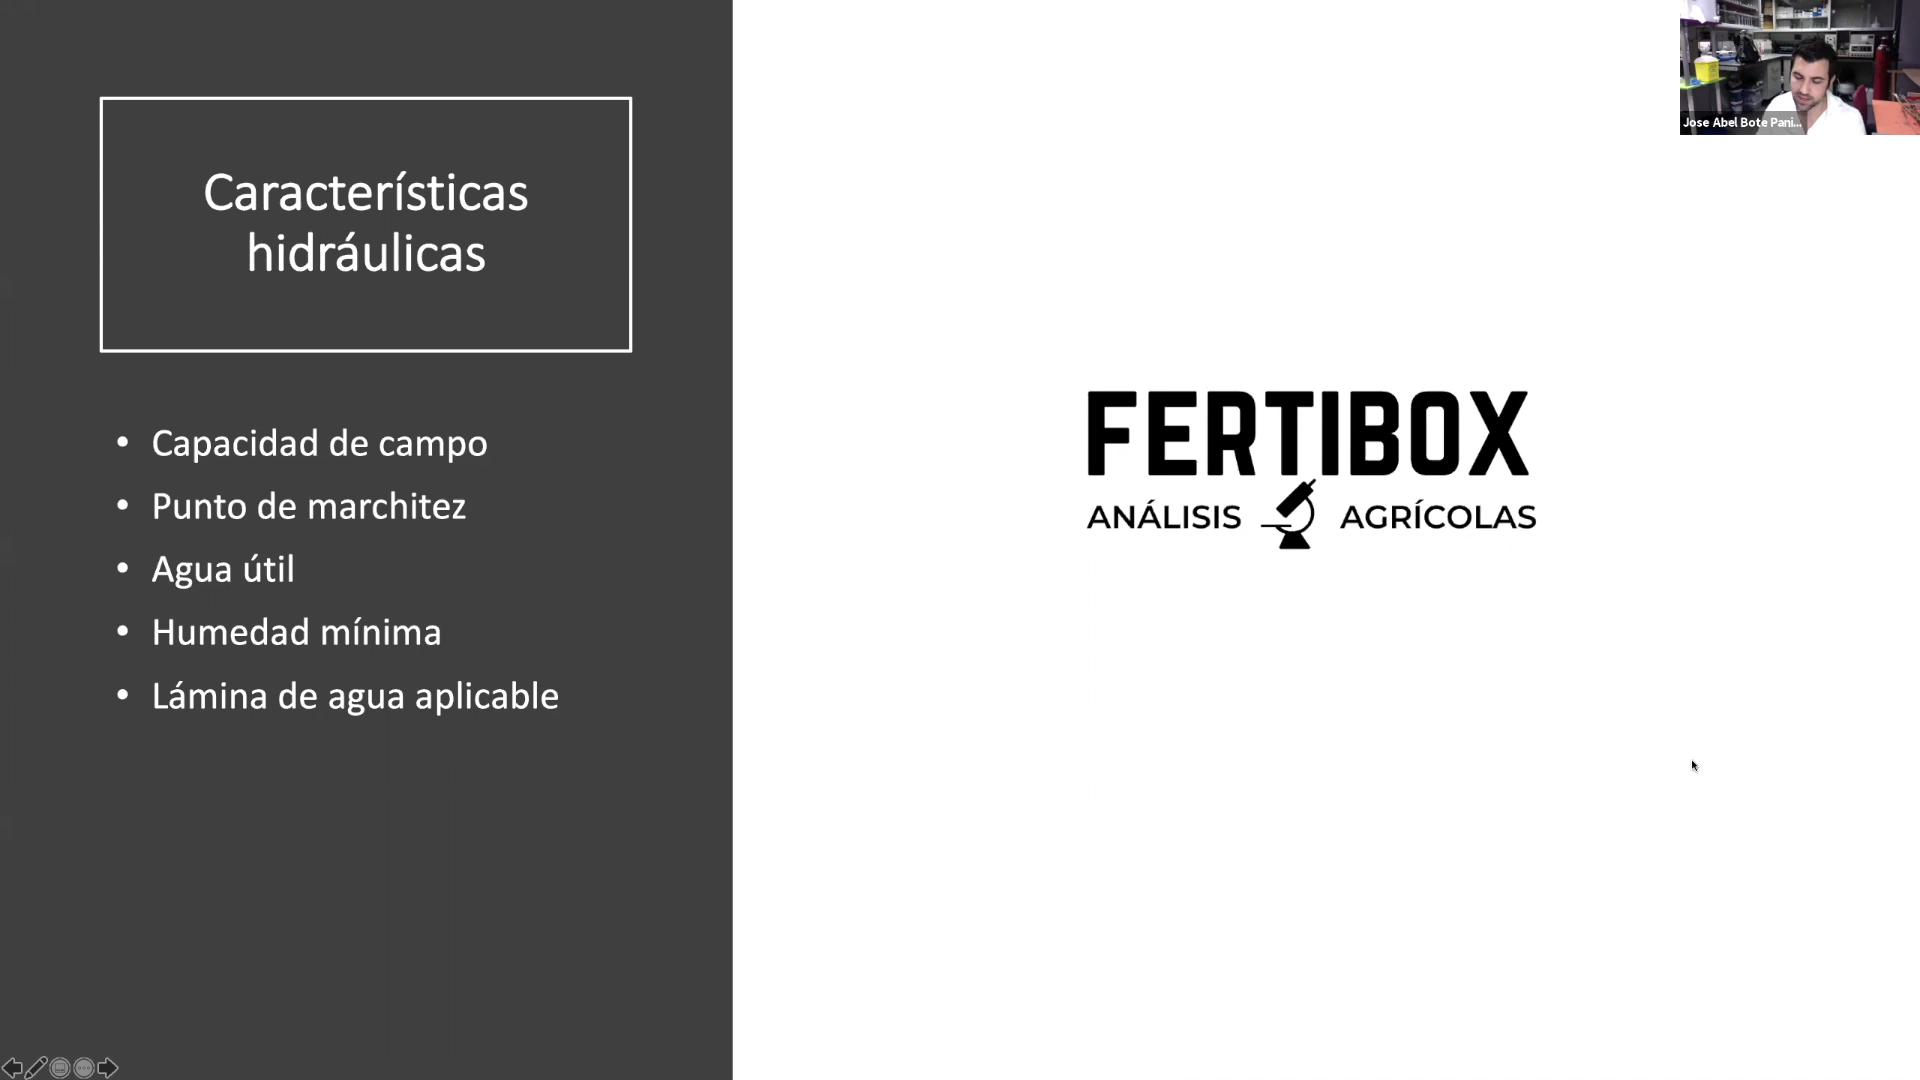 Características
hidráulicas
• Capacidad de campo
• Punto de marchitez
• Agua útil
• Humedad mínima
• Lámina de agua aplicable
FERTIBOX
ANÁLISIS AGRÍCOLAS
Jose Abel Bote Pani...